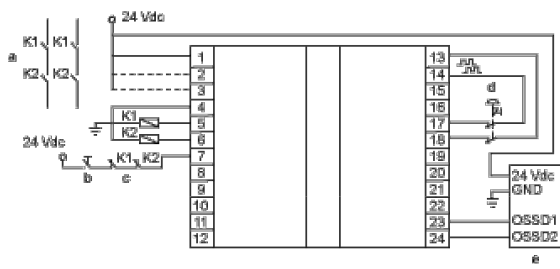 24 Vdc
K1 K1
a
K2 K2
K1
K2
24 Vdc
K1 K2
b c
1
2
3
4
5
6
7
8
9
10
11
12
13
14
15
16
17
18
19
20
21
22
23
24
d
24 Vdc
GND
OSSD1
OSSD2
e